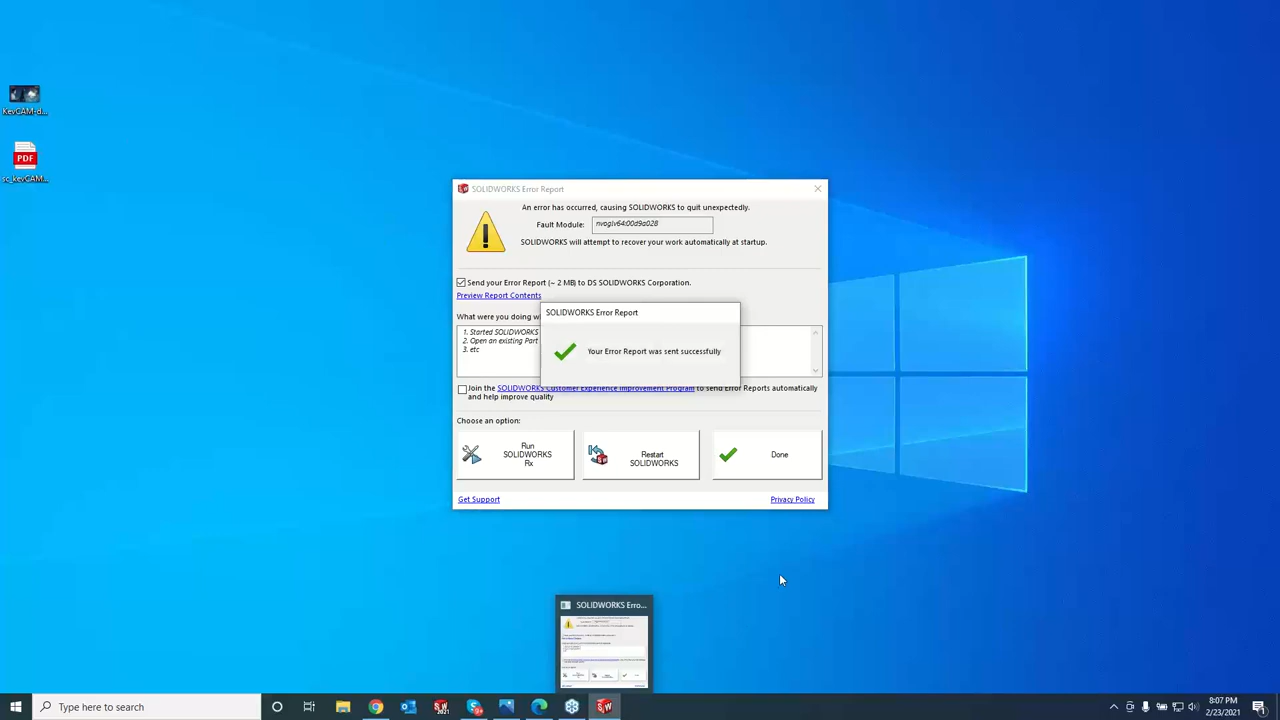 KevCAM-d...
PDF
sc_kevCAM...
SOLIDWORKS Error Report
An error has occurred, causing SOLIDWORKS to quit unexpectedly.
Fault Module: nvoglv64:00d9a028
SOLIDWORKS will attempt to recover your work automatically at startup.
Send your Error Report (~ 2 MB) to DS SOLIDWORKS Corporation.
Preview Report Contents
What were you doing w
1. Started SOLIDWORKS
2. Open an existing Part
3. etc
SOLIDWORKS Error Report
Your Error Report was sent successfully
Join the SOLIDWORKS Customer Experience Improvement Program to send Error Reports automatically
and help improve quality
Choose an option:
Run
SOLIDWORKS
Rx
Restart
SOLIDWORKS
Done
Get Support
Privacy Policy
SOLIDWORKS Erro...
Type here to search
2021
8:07 PM
2/23/2021